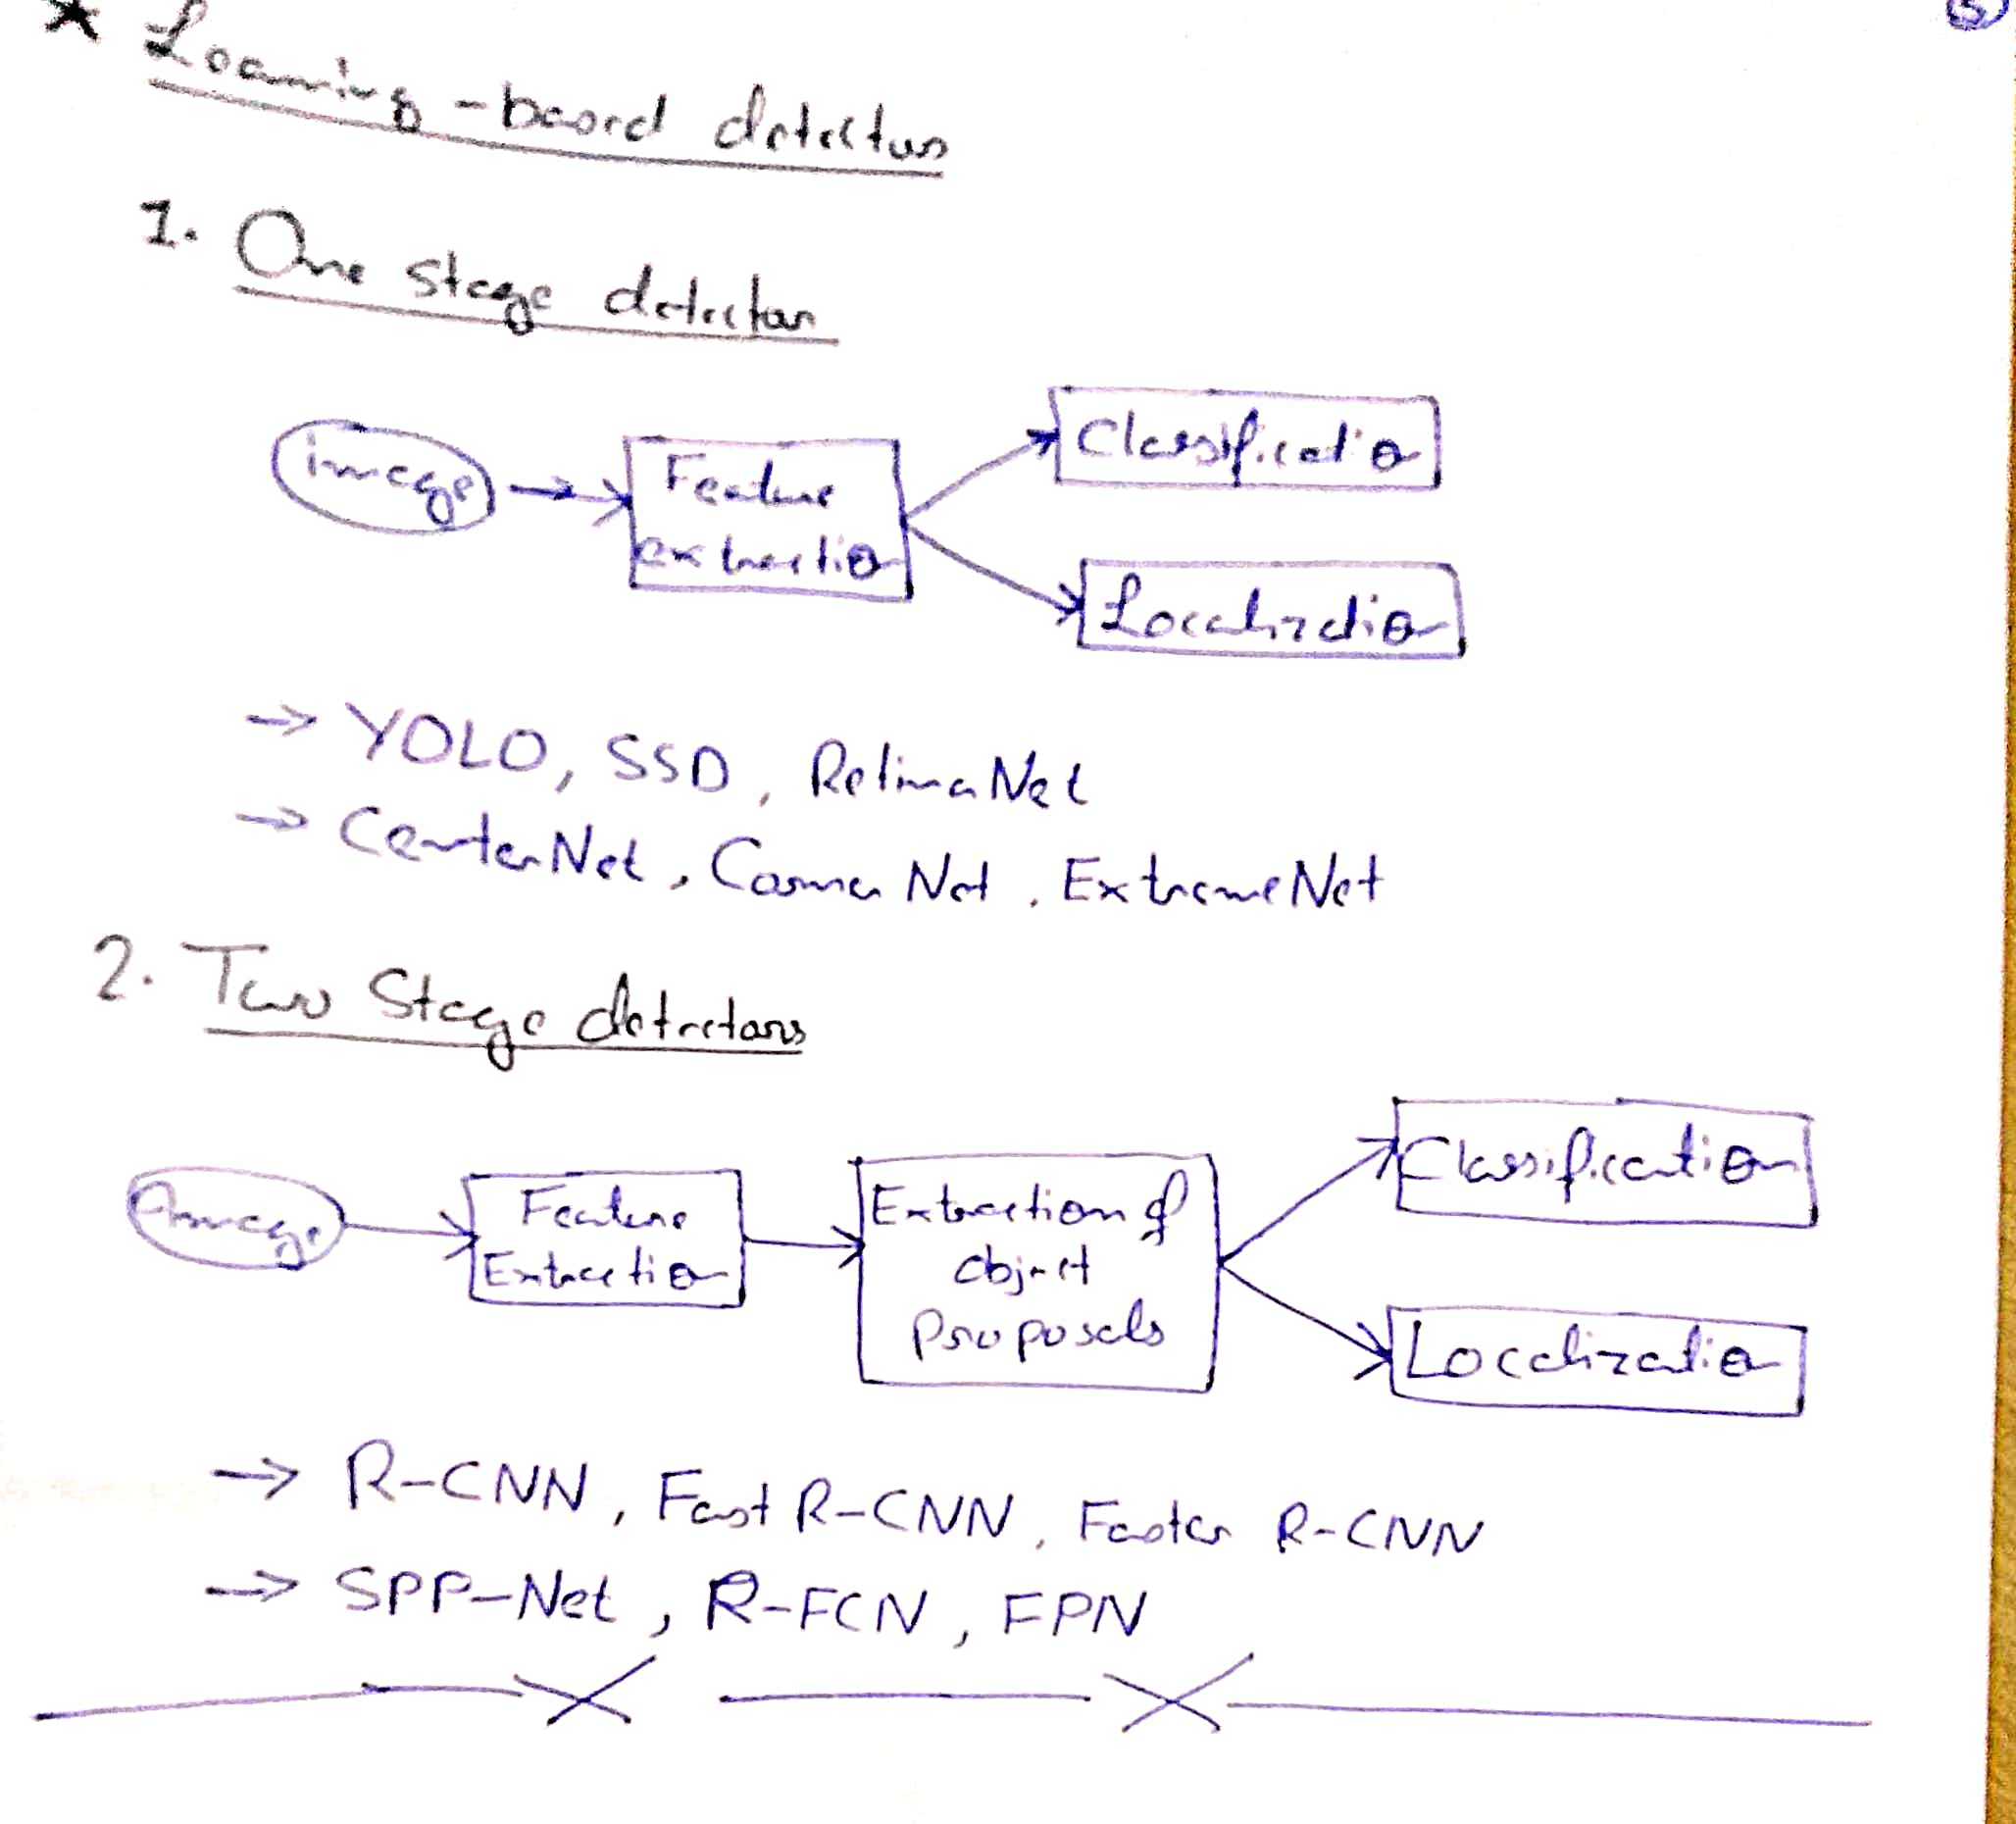 * Learning-based detectors
1. One Stage detector
image
Feature
extraction
Classification
Localization
→ YOLO, SSD, RetinaNet
→ CenterNet, CornerNet, ExtremeNet
2. Two Stage detectors
Image
Feature
Extraction
Extraction of
object
Proposals
Classification
Localization
→ R-CNN, Fast R-CNN, Faster R-CNN
→ SPP-Net, R-FCN, FPN